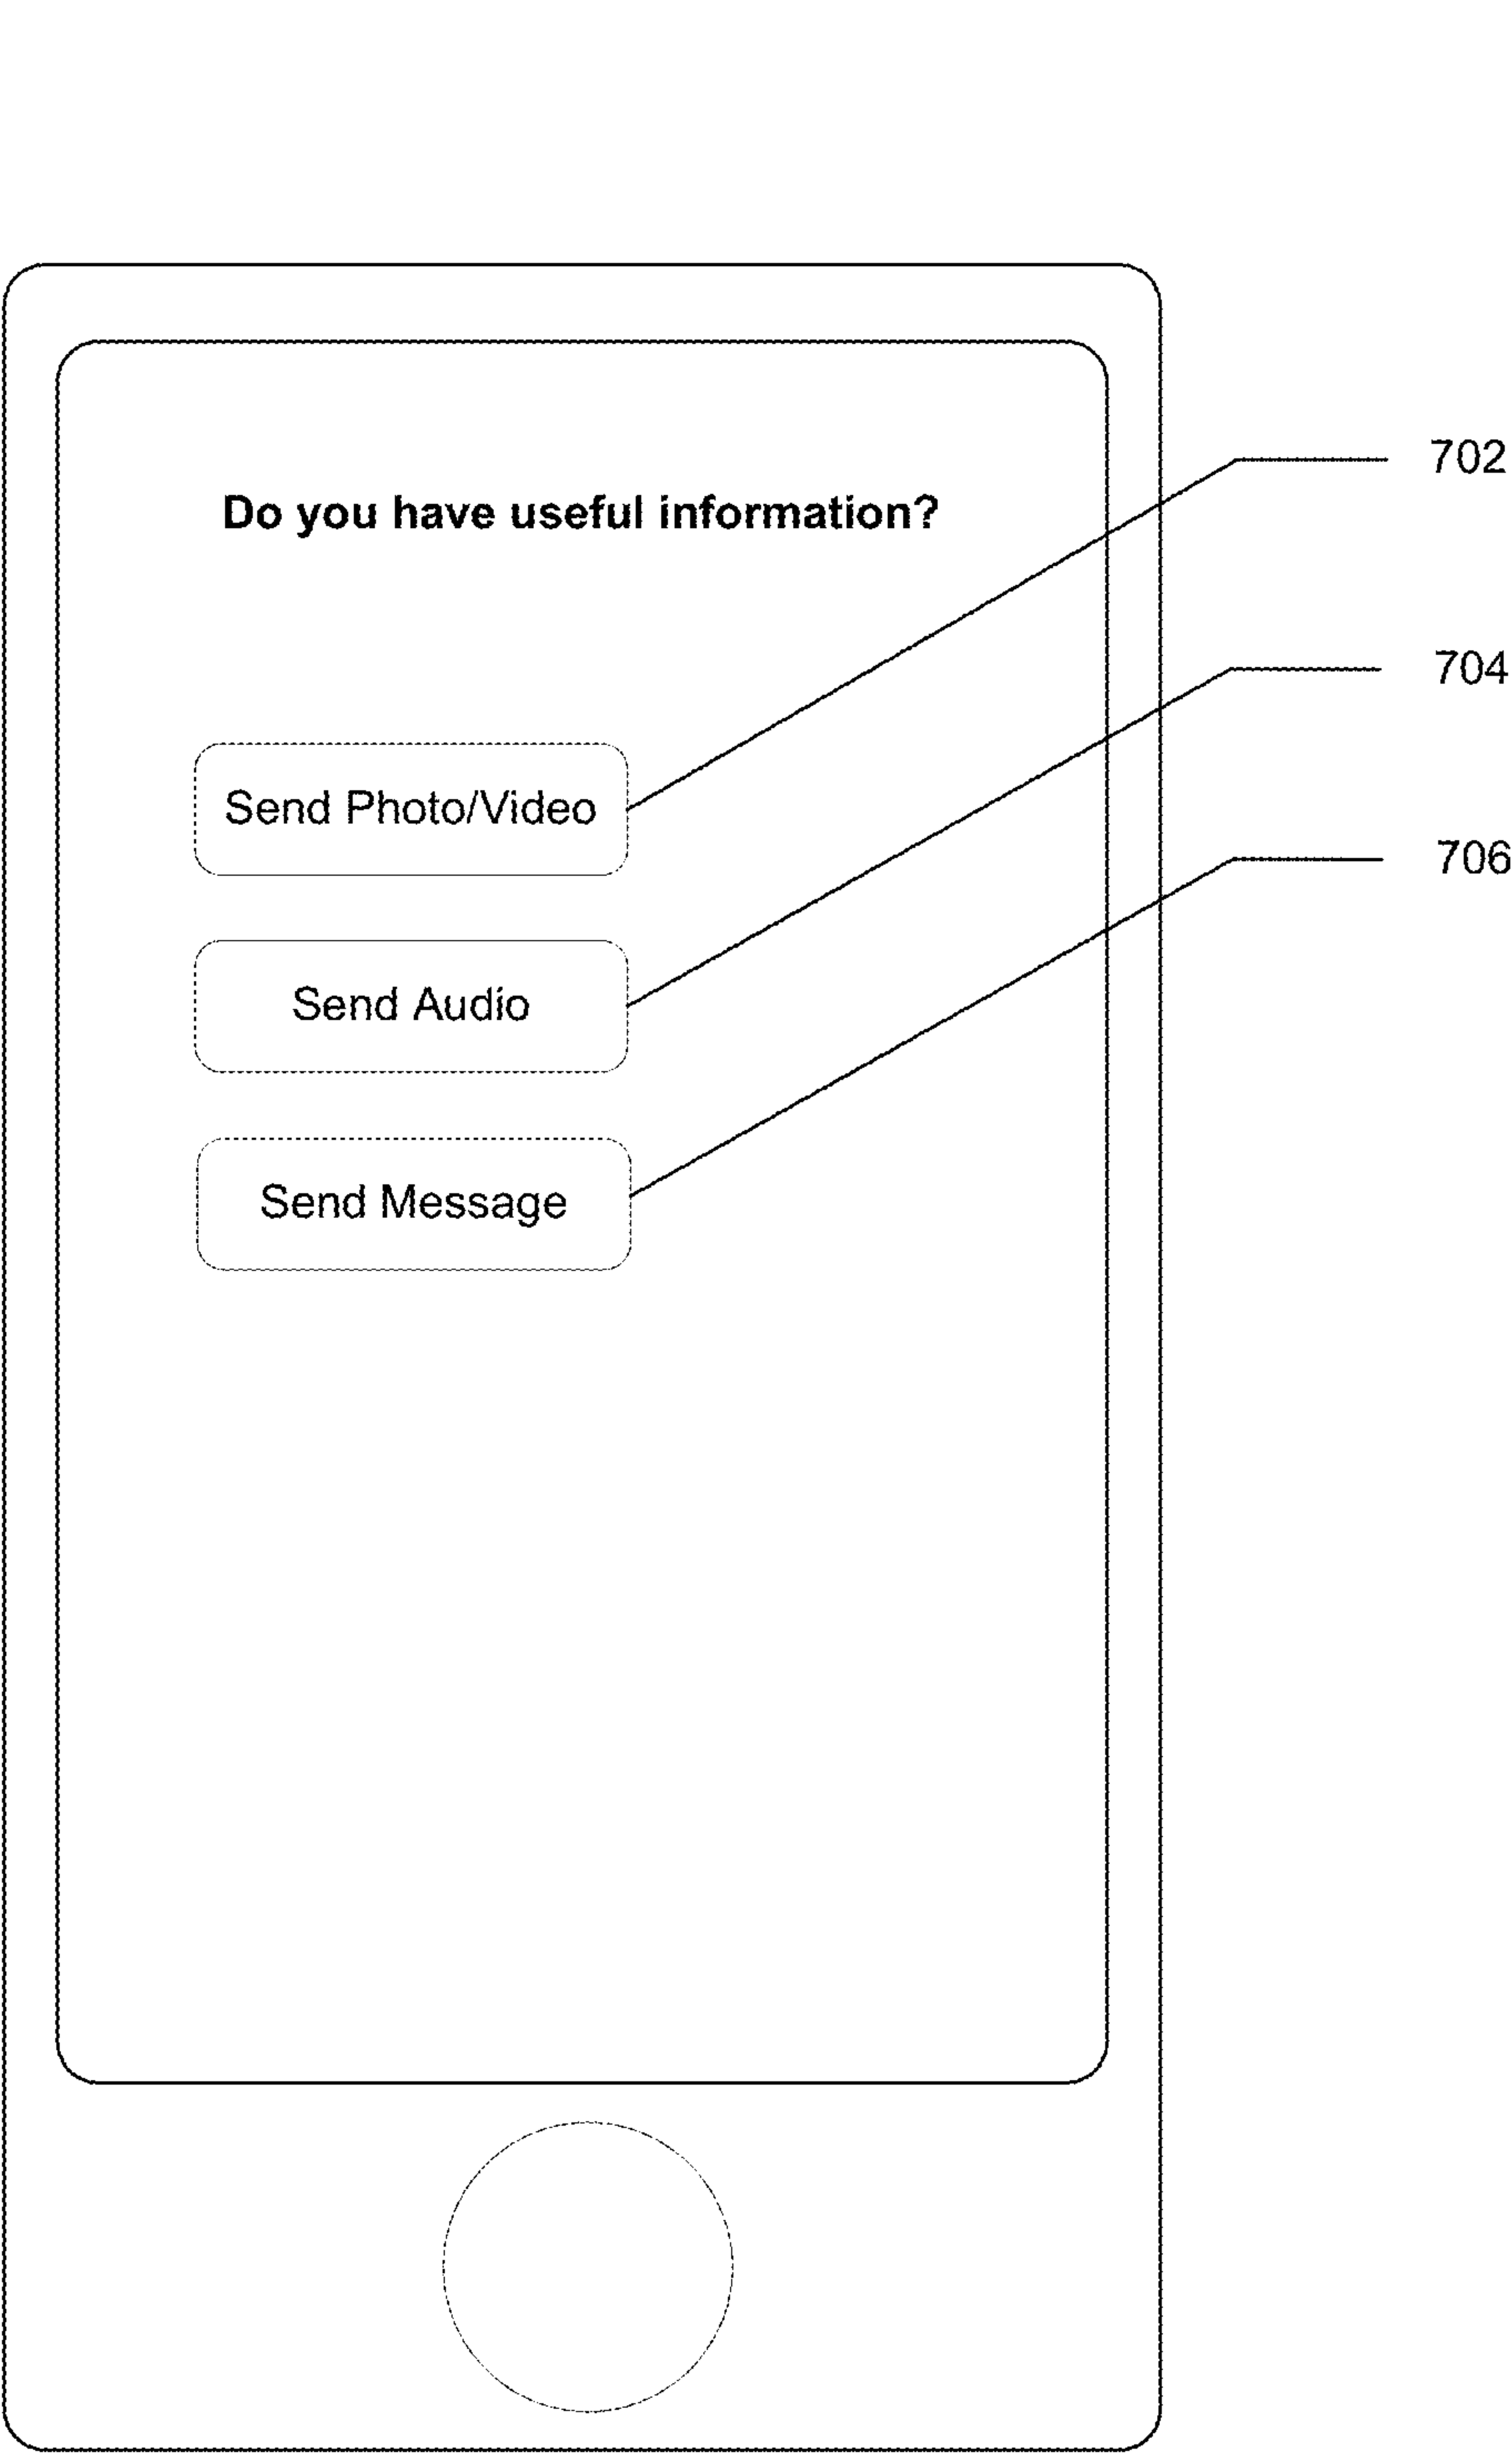 Do you have useful information?
702
704
Send Photo/Video
706
Send Audio
Send Message